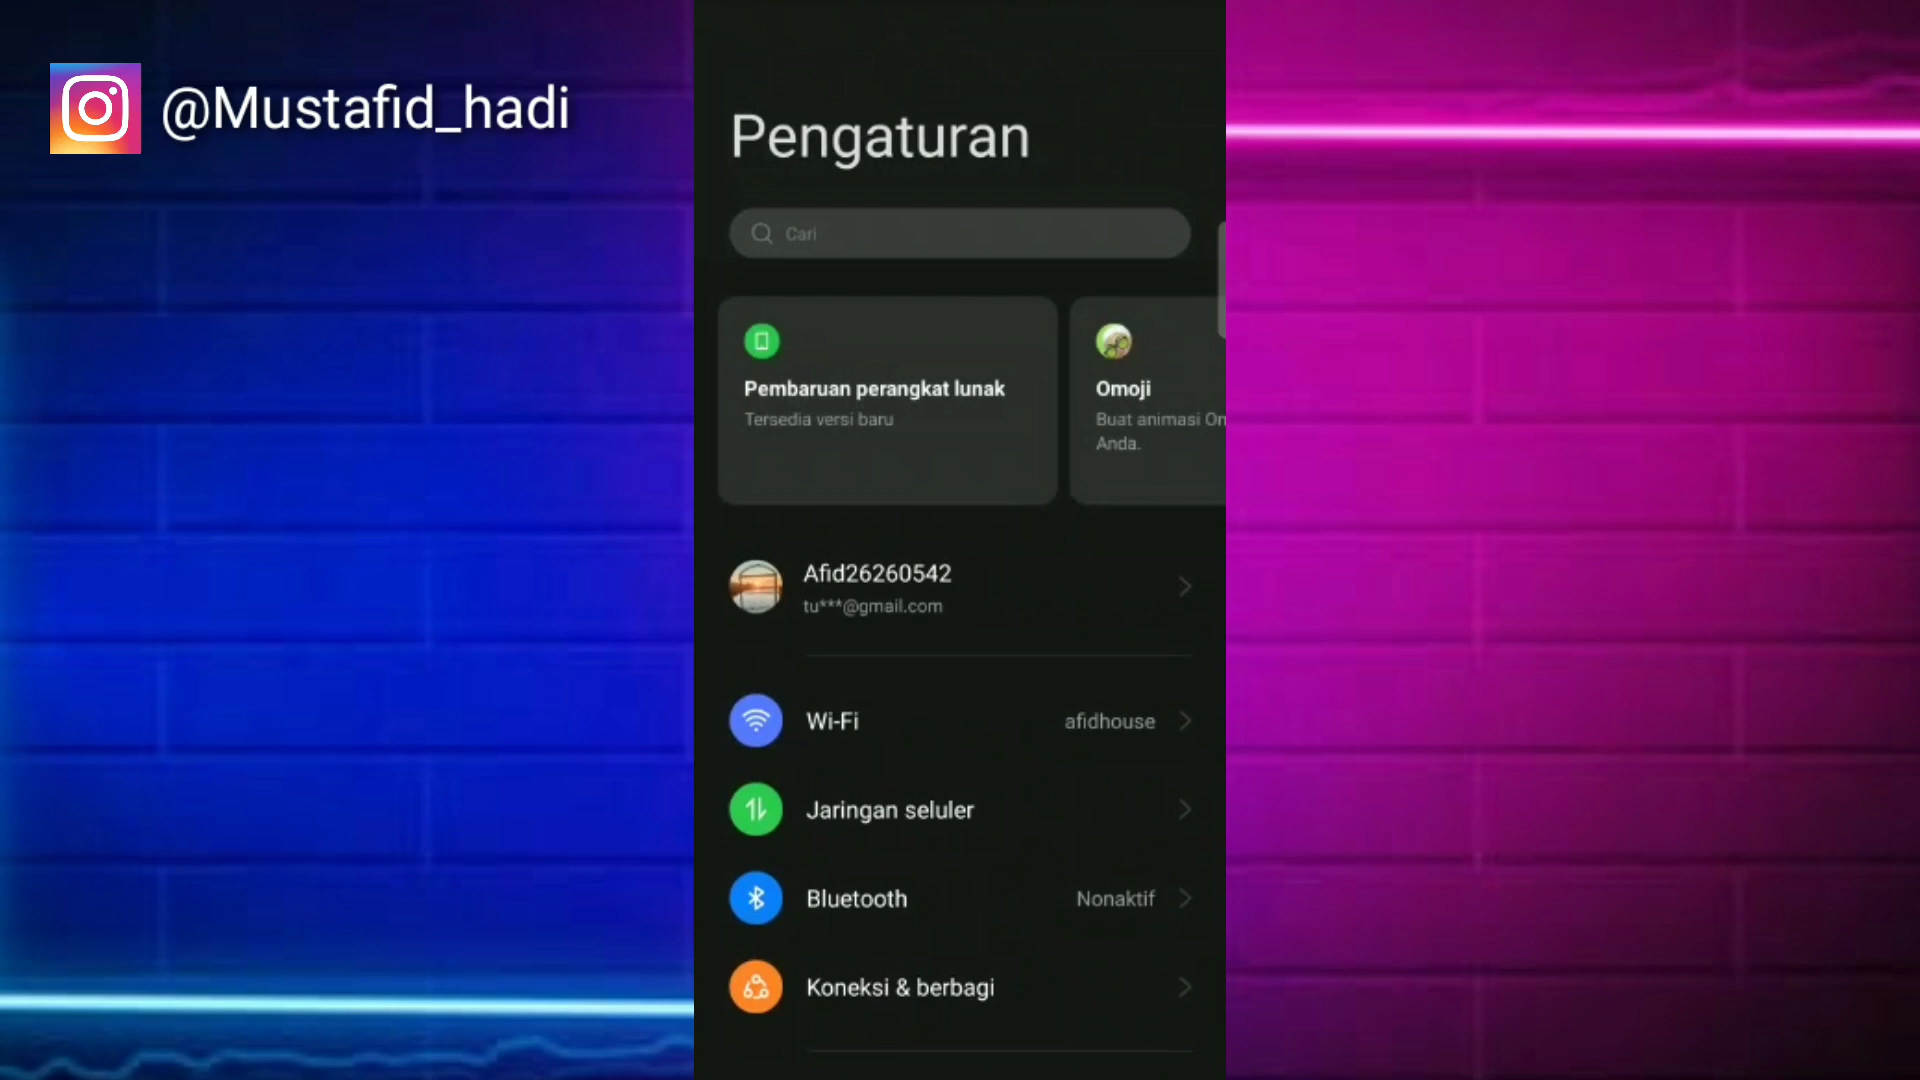 @Mustafid_hadi
Pengaturan
Cari
Pembaruan perangkat lunak
Tersedia versi baru
Omoji
Buat animasi
Anda.
Afid26260542
tu***@gmail.com
Wi-Fi
afidhouse
Jaringan seluler
Bluetooth
Nonaktif
Koneksi & berbagi